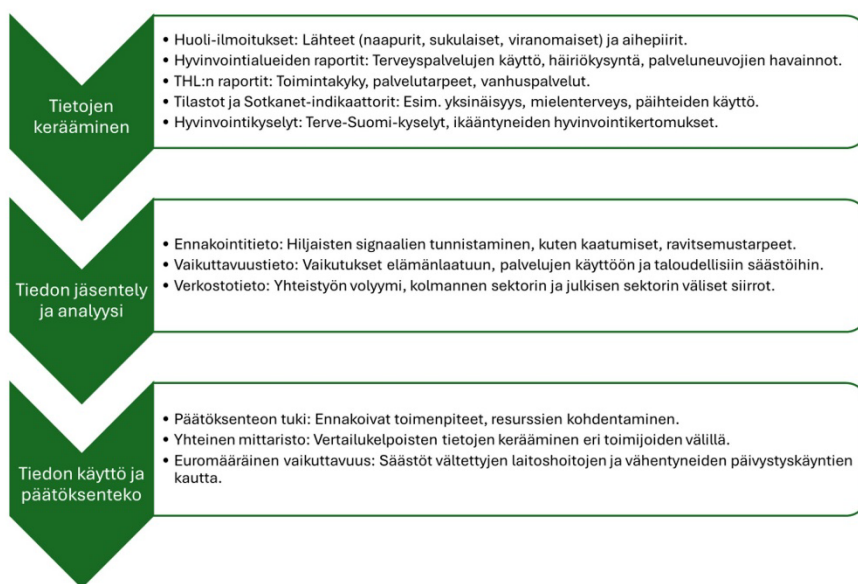 Tietojen
kerääminen
• Huoli-ilmoitukset: Lähteet (naapurit, sukulaiset, viranomaiset) ja aihepiirit.
• Hyvinvointialueiden raportit: Terveyspalvelujen käyttö, häiriökysyntä, palveluneuvojien havainnot.
• THL:n raportit: Toimintakyky, palvelutarpeet, vanhuspalvelut.
• Tilastot ja Sotkanet-indikaattorit: Esim. yksinäisyys, mielenterveys, päihteiden käyttö.
• Hyvinvointikyselyt: Terve-Suomi-kyselyt, ikääntyneiden hyvinvointikertomukset.
Tiedon jäsentely
ja analyysi
• Ennakointitieto: Hiljaisten signaalien tunnistaminen, kuten kaatumiset, ravitsemustarpeet.
• Vaikuttavuustieto: Vaikutukset elämänlaatuun, palvelujen käyttöön ja taloudellisiin säästöihin.
• Verkostotieto: Yhteistyön volyymi, kolmannen sektorin ja julkisen sektorin väliset siirrot.
Tiedon käyttö ja
päätöksenteko
• Päätöksenteon tuki: Ennakoivat toimenpiteet, resurssien kohdentaminen.
• Yhteinen mittaristo: Vertailukelpoisten tietojen kerääminen eri toimijoiden välillä.
• Euromääräinen vaikuttavuus: Säästöt vältettyjen laitoshoitojen ja vähentyneiden päivystyskäyntien
kautta.